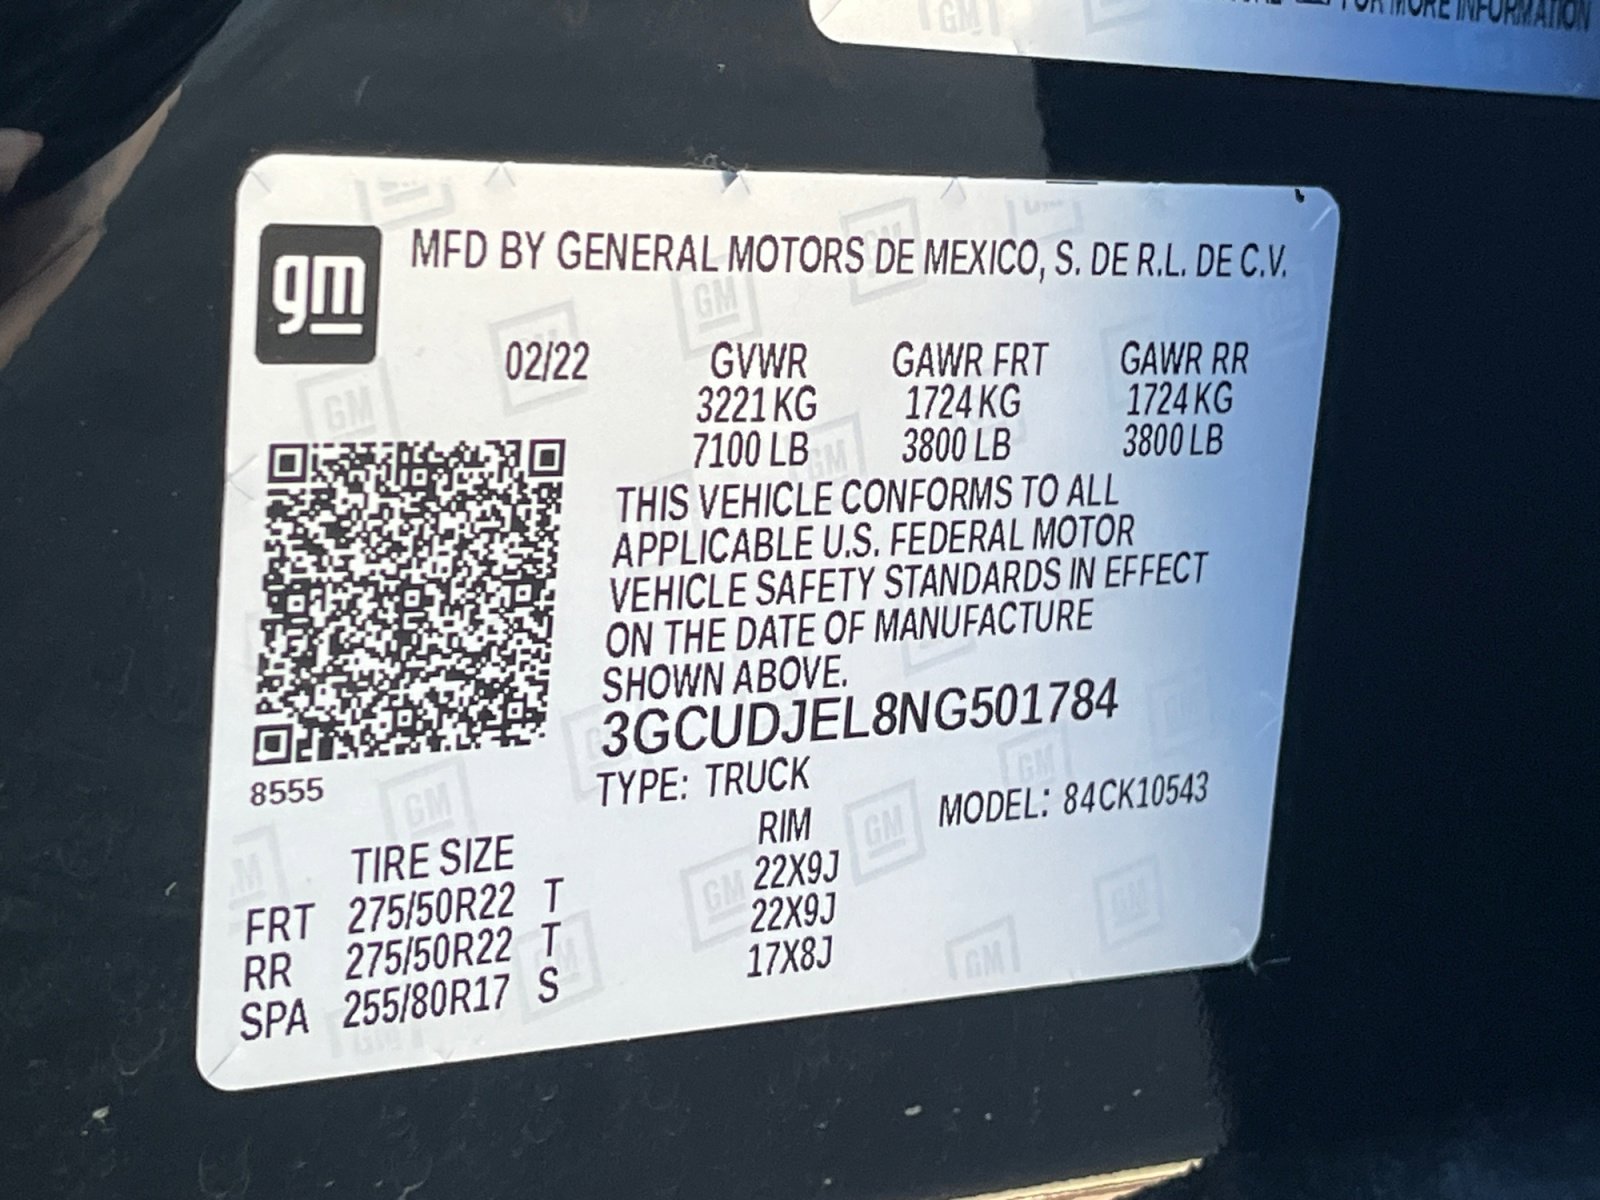 FOR MORE INFORMATION
gm
MFD BY GENERAL MOTORS DE MEXICO, S. DE R.L. DE C.V.
02/22 GVWR GAWR FRT GAWR RR
3221 KG 1724 KG 1724 KG
7100 LB 3800 LB 3800 LB
THIS VEHICLE CONFORMS TO ALL
APPLICABLE U.S. FEDERAL MOTOR
VEHICLE SAFETY STANDARDS IN EFFECT
ON THE DATE OF MANUFACTURE
SHOWN ABOVE.
3GCUDJEL8NG501784
8555
TYPE: TRUCK MODEL: 84CK10543
TIRE SIZE RIM
FRT 275/50R22 T 22X9J
RR 275/50R22 T 22X9J
SPA 255/80R17 S 17X8J